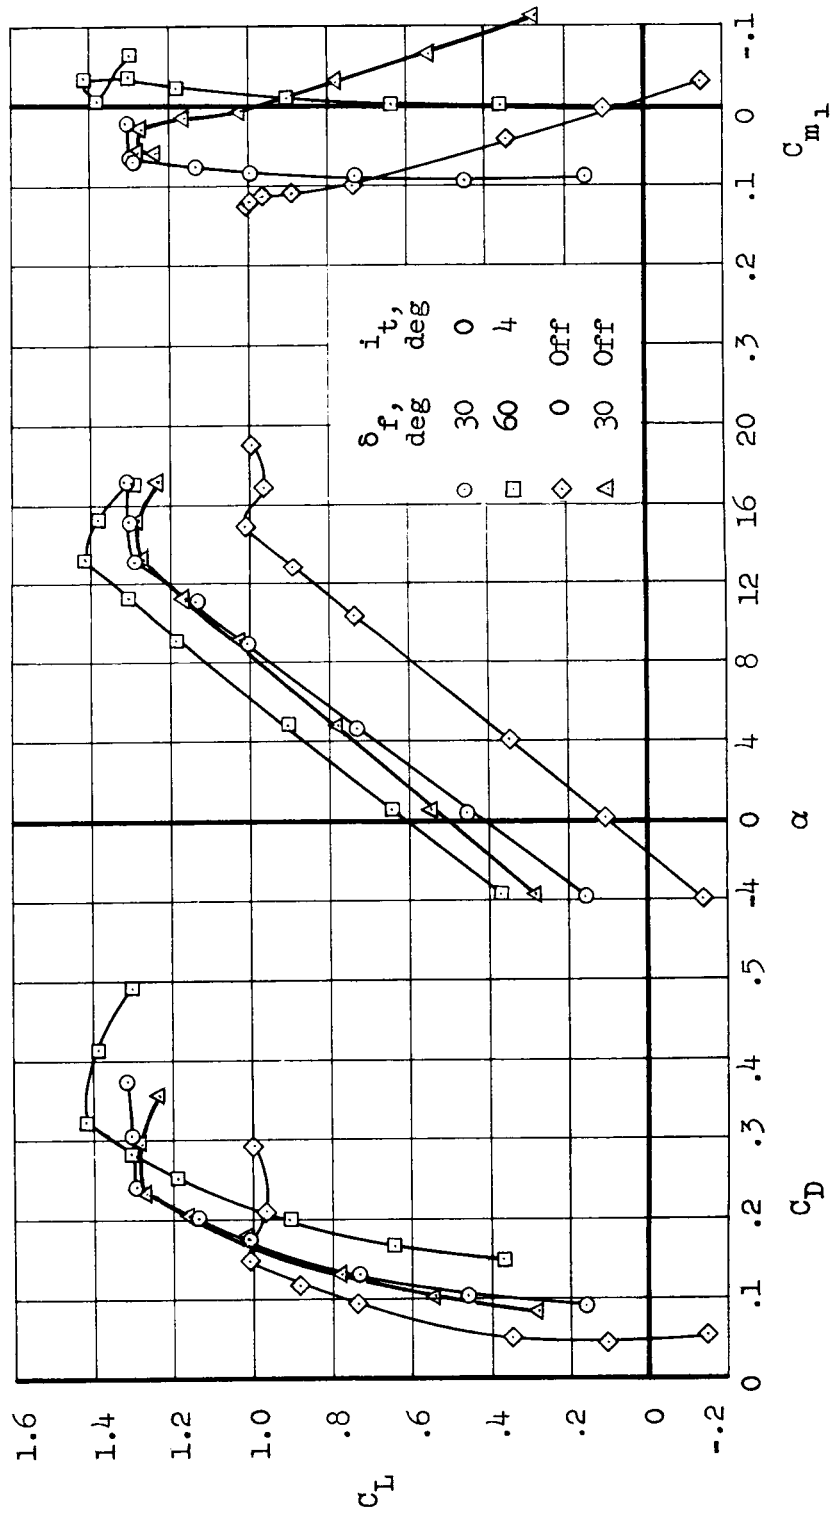 1.6
1.4
1.2
1.0
C_L
.8
.6
.4
.2
0
-.2
δ_f, i_t,
deg deg
30 0
60 4
0 Off
30 Off
0 .1 .2 .3 .4 .5 -4 0 4 8 12 16 20 .3 .2 .1 0 -.1
C_D α C_m₁